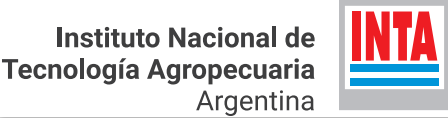 Instituto Nacional de
Tecnología Agropecuaria
Argentina
INTA